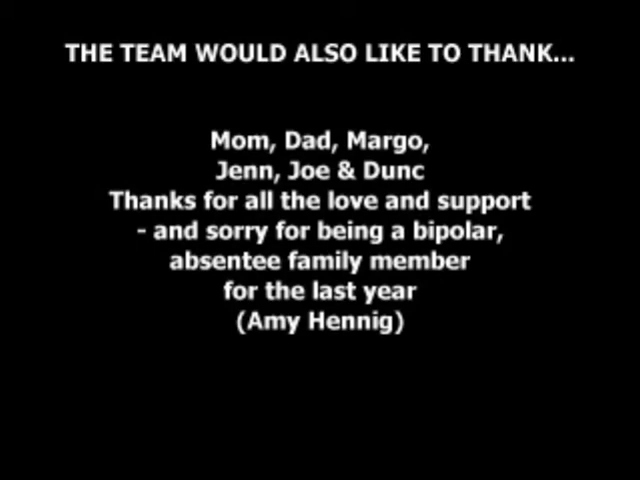 THE TEAM WOULD ALSO LIKE TO THANK...
Mom, Dad, Margo,
Jenn, Joe & Dunc
Thanks for all the love and support
- and sorry for being a bipolar,
absentee family member
for the last year
(Amy Hennig)